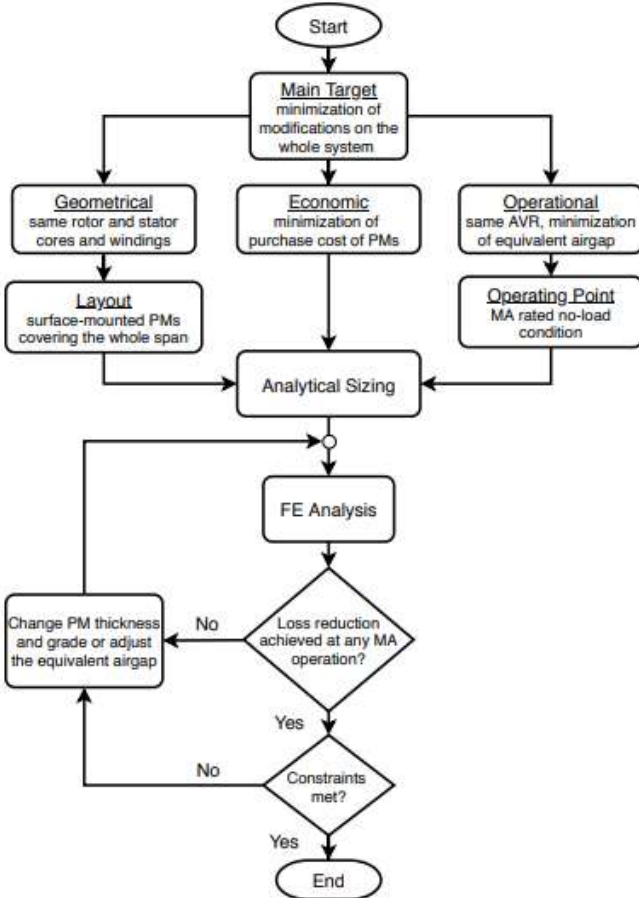 Start
Main Target
minimization of
modifications on the
whole system
Geometrical
same rotor and stator
cores and windings
Economic
minimization of
purchase cost of PMs
Operational
same AVR, minimization
of equivalent airgap
Layout
surface-mounted PMs
covering the whole span
Operating Point
MA rated no-load
condition
Analytical Sizing
FE Analysis
Loss reduction
achieved at any MA
operation?
No
Change PM thickness
and grade or adjust
the equivalent airgap
Yes
Constraints
met?
No
Yes
End